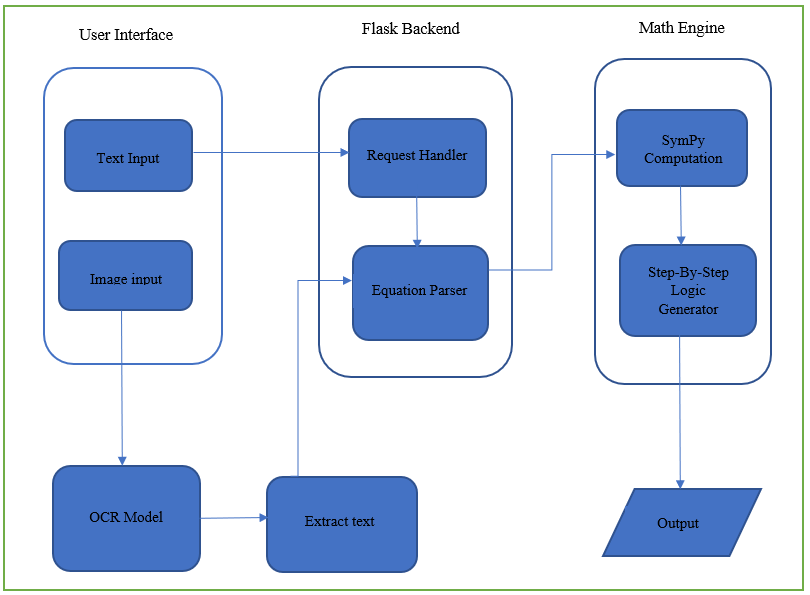 User Interface
Flask Backend
Math Engine
Text Input
Request Handler
SymPy
Computation
Image input
Equation Parser
Step-By-Step
Logic
Generator
OCR Model
Extract text
Output